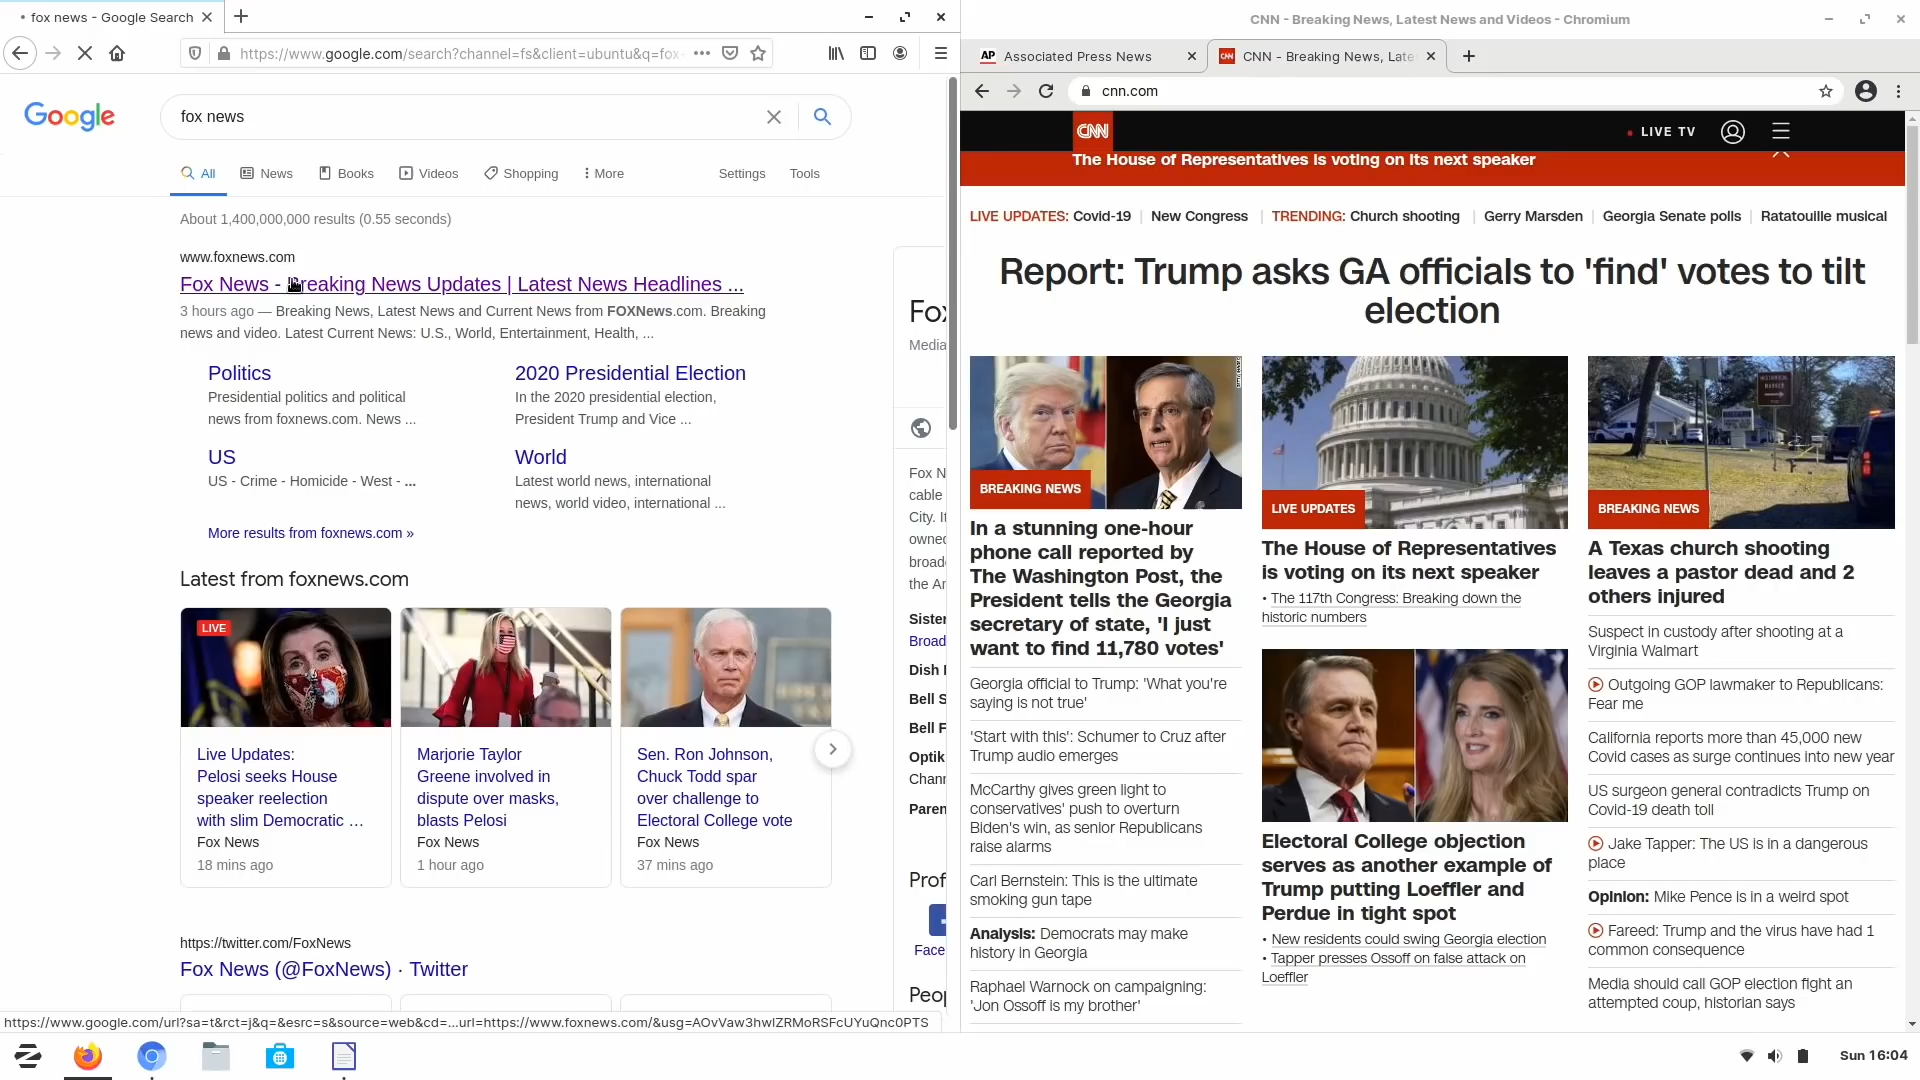 fox news - Google Search
https://www.google.com/search?channel=fs&client=ubuntu&q=fox-
Google
fox news
All
News
Books
Videos
Shopping
More
Settings
Tools
About 1,400,000,000 results (0.55 seconds)
www.foxnews.com
Fox News - Breaking News Updates | Latest News Headlines ...
3 hours ago — Breaking News, Latest News and Current News from FOXNews.com. Breaking
news and video. Latest Current News: U.S., World, Entertainment, Health, ...
Politics
Presidential politics and political
news from foxnews.com. News ...
2020 Presidential Election
In the 2020 presidential election,
President Trump and Vice ...
US
US - Crime - Homicide - West - ...
World
Latest world news, international
news, world video, international ...
More results from foxnews.com »
Latest from foxnews.com
LIVE
Live Updates:
Pelosi seeks House
speaker reelection
with slim Democratic ...
Fox News
18 mins ago
Marjorie Taylor
Greene involved in
dispute over masks,
blasts Pelosi
Fox News
1 hour ago
Sen. Ron Johnson,
Chuck Todd spar
over challenge to
Electoral College vote
Fox News
37 mins ago
https://twitter.com/FoxNews
Fox News (@FoxNews) · Twitter
Fox
Media
Fox N
cable
City. It
owned
broad
the Ar
Sister
Broad
Dish
Bell S
Bell F
Optik
Chann
Paren
Prof
Face
Peop
https://www.google.com/url?sa=t&rct=j&q=&esrc=s&source=web&cd=...url=https://www.foxnews.com/&usg=AOvVaw3hwIZRMoRSFcUYuQnc0PTS
CNN - Breaking News, Latest News and Videos - Chromium
AP Associated Press News
CNN CNN - Breaking News, Late
cnn.com
CNN
LIVE TV
The House of Representatives is voting on its next speaker
LIVE UPDATES: Covid-19 | New Congress | TRENDING: Church shooting | Gerry Marsden | Georgia Senate polls | Ratatouille musical
Report: Trump asks GA officials to 'find' votes to tilt
election
BREAKING NEWS
In a stunning one-hour
phone call reported by
The Washington Post, the
President tells the Georgia
secretary of state, 'I just
want to find 11,780 votes'
Georgia official to Trump: 'What you're
saying is not true'
'Start with this': Schumer to Cruz after
Trump audio emerges
McCarthy gives green light to
conservatives' push to overturn
Biden's win, as senior Republicans
raise alarms
Carl Bernstein: This is the ultimate
smoking gun tape
Analysis: Democrats may make
history in Georgia
Raphael Warnock on campaigning:
'Jon Ossoff is my brother'
LIVE UPDATES
The House of Representatives
is voting on its next speaker
• The 117th Congress: Breaking down the
historic numbers
Electoral College objection
serves as another example of
Trump putting Loeffler and
Perdue in tight spot
• New residents could swing Georgia election
• Tapper presses Ossoff on false attack on
Loeffler
BREAKING NEWS
A Texas church shooting
leaves a pastor dead and 2
others injured
Suspect in custody after shooting at a
Virginia Walmart
Outgoing GOP lawmaker to Republicans:
Fear me
California reports more than 45,000 new
Covid cases as surge continues into new year
US surgeon general contradicts Trump on
Covid-19 death toll
Jake Tapper: The US is in a dangerous
place
Opinion: Mike Pence is in a weird spot
Fareed: Trump and the virus have had 1
common consequence
Media should call GOP election fight an
attempted coup, historian says
Sun 16:04